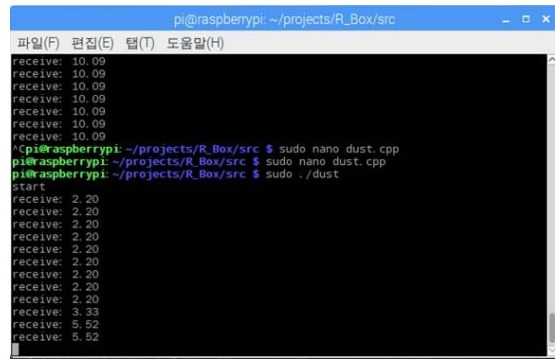 pi@raspberrypi: ~/projects/R_Box/src
파일(F) 편집(E) 탭(T) 도움말(H)
receive: 10.09
receive: 10.09
receive: 10.09
receive: 10.09
receive: 10.09
receive: 10.09
receive: 10.09
^Cpi@raspberrypi:~/projects/R_Box/src $ sudo nano dust.cpp
pi@raspberrypi:~/projects/R_Box/src $ sudo nano dust.cpp
pi@raspberrypi:~/projects/R_Box/src $ sudo ./dust
start
receive: 2.20
receive: 2.20
receive: 2.20
receive: 2.20
receive: 2.20
receive: 2.20
receive: 2.20
receive: 2.20
receive: 2.20
receive: 3.33
receive: 5.52
receive: 5.52